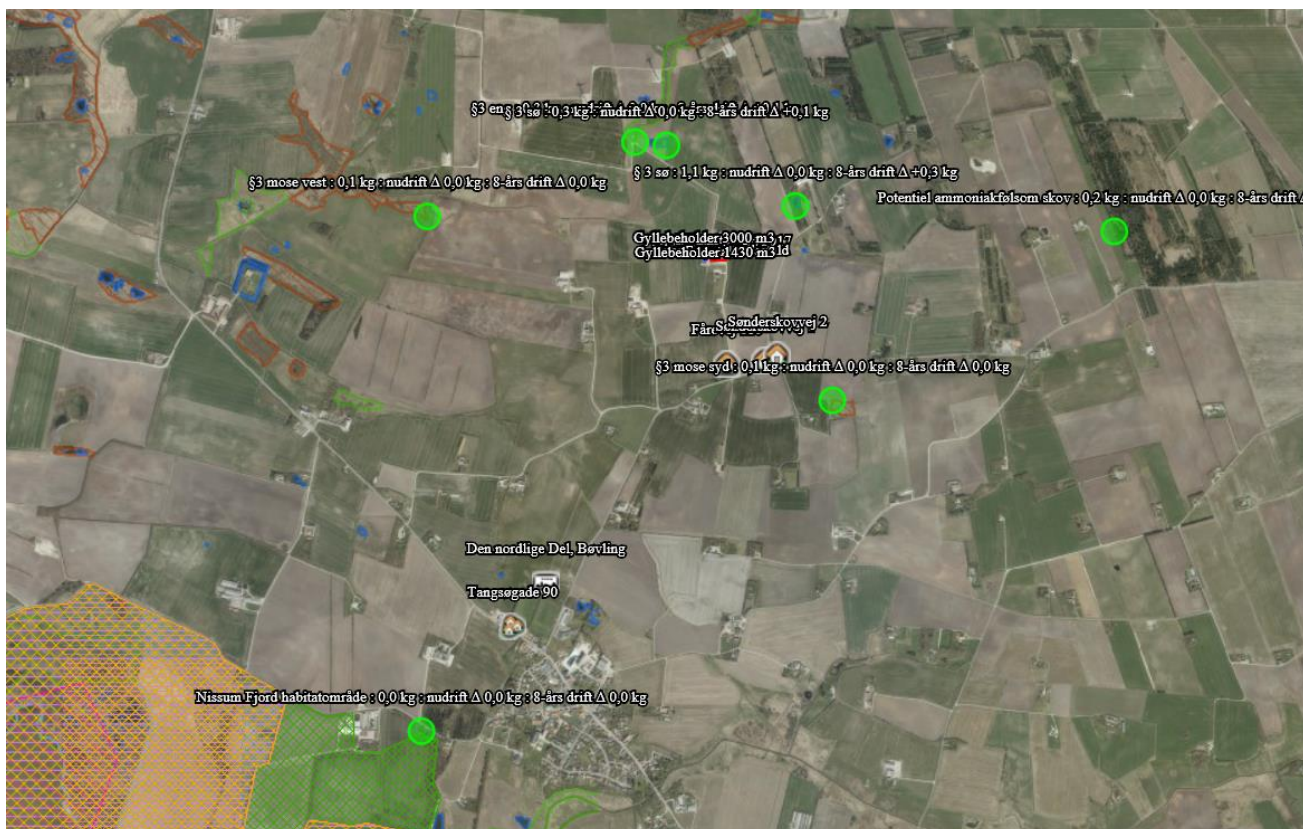 §3 en
§ 3 sø : 0,3 kg : nudrift Δ 0,0 kg : 8-års drift Δ +0,1 kg
§ 3 sø : 1,1 kg : nudrift Δ 0,0 kg : 8-års drift Δ +0,3 kg
§3 mose vest : 0,1 kg : nudrift Δ 0,0 kg : 8-års drift Δ 0,0 kg
Potentiel ammoniakfølsom skov : 0,2 kg : nudrift Δ 0,0 kg : 8-års drift Δ
Gyllebeholder 3000 m3
Gyllebeholder 1430 m3
Sønderskovvej 2
§3 mose syd : 0,1 kg : nudrift Δ 0,0 kg : 8-års drift Δ 0,0 kg
Den nordlige Del, Bøvling
Tangsøgade 90
Nissum Fjord habitatområde : 0,0 kg : nudrift Δ 0,0 kg : 8-års drift Δ 0,0 kg